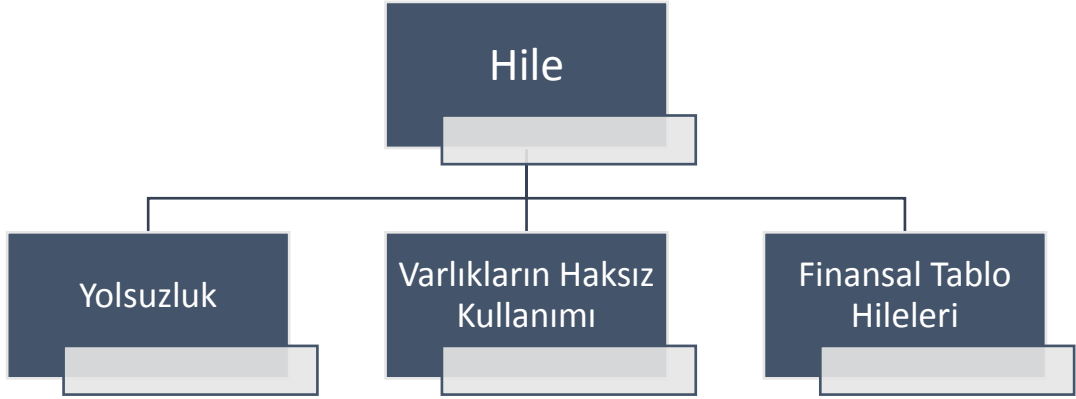 Hile
Yolsuzluk
Varlıkların Haksız
Kullanımı
Finansal Tablo
Hileleri